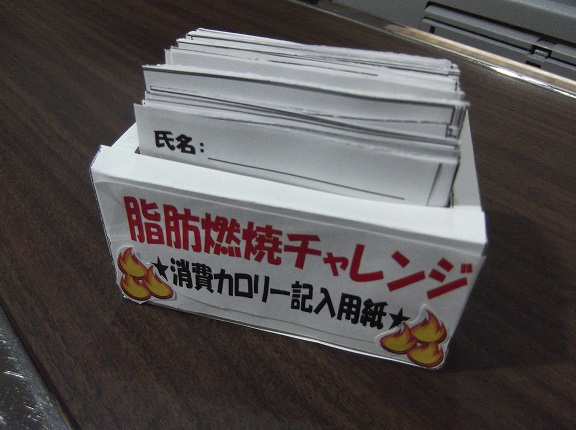 氏名:
脂肪燃焼チャレンジ
★消費カロリー記入用紙★